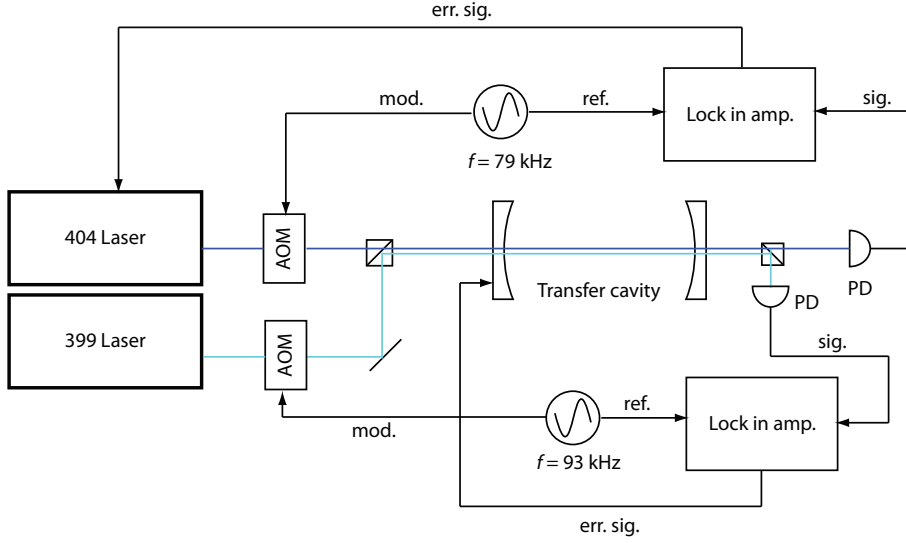 err. sig.
mod.
ref.
Lock in amp.
sig.
f = 79 kHz
404 Laser
AOM
Transfer cavity
PD
PD
399 Laser
AOM
sig.
mod.
ref.
Lock in amp.
f = 93 kHz
err. sig.